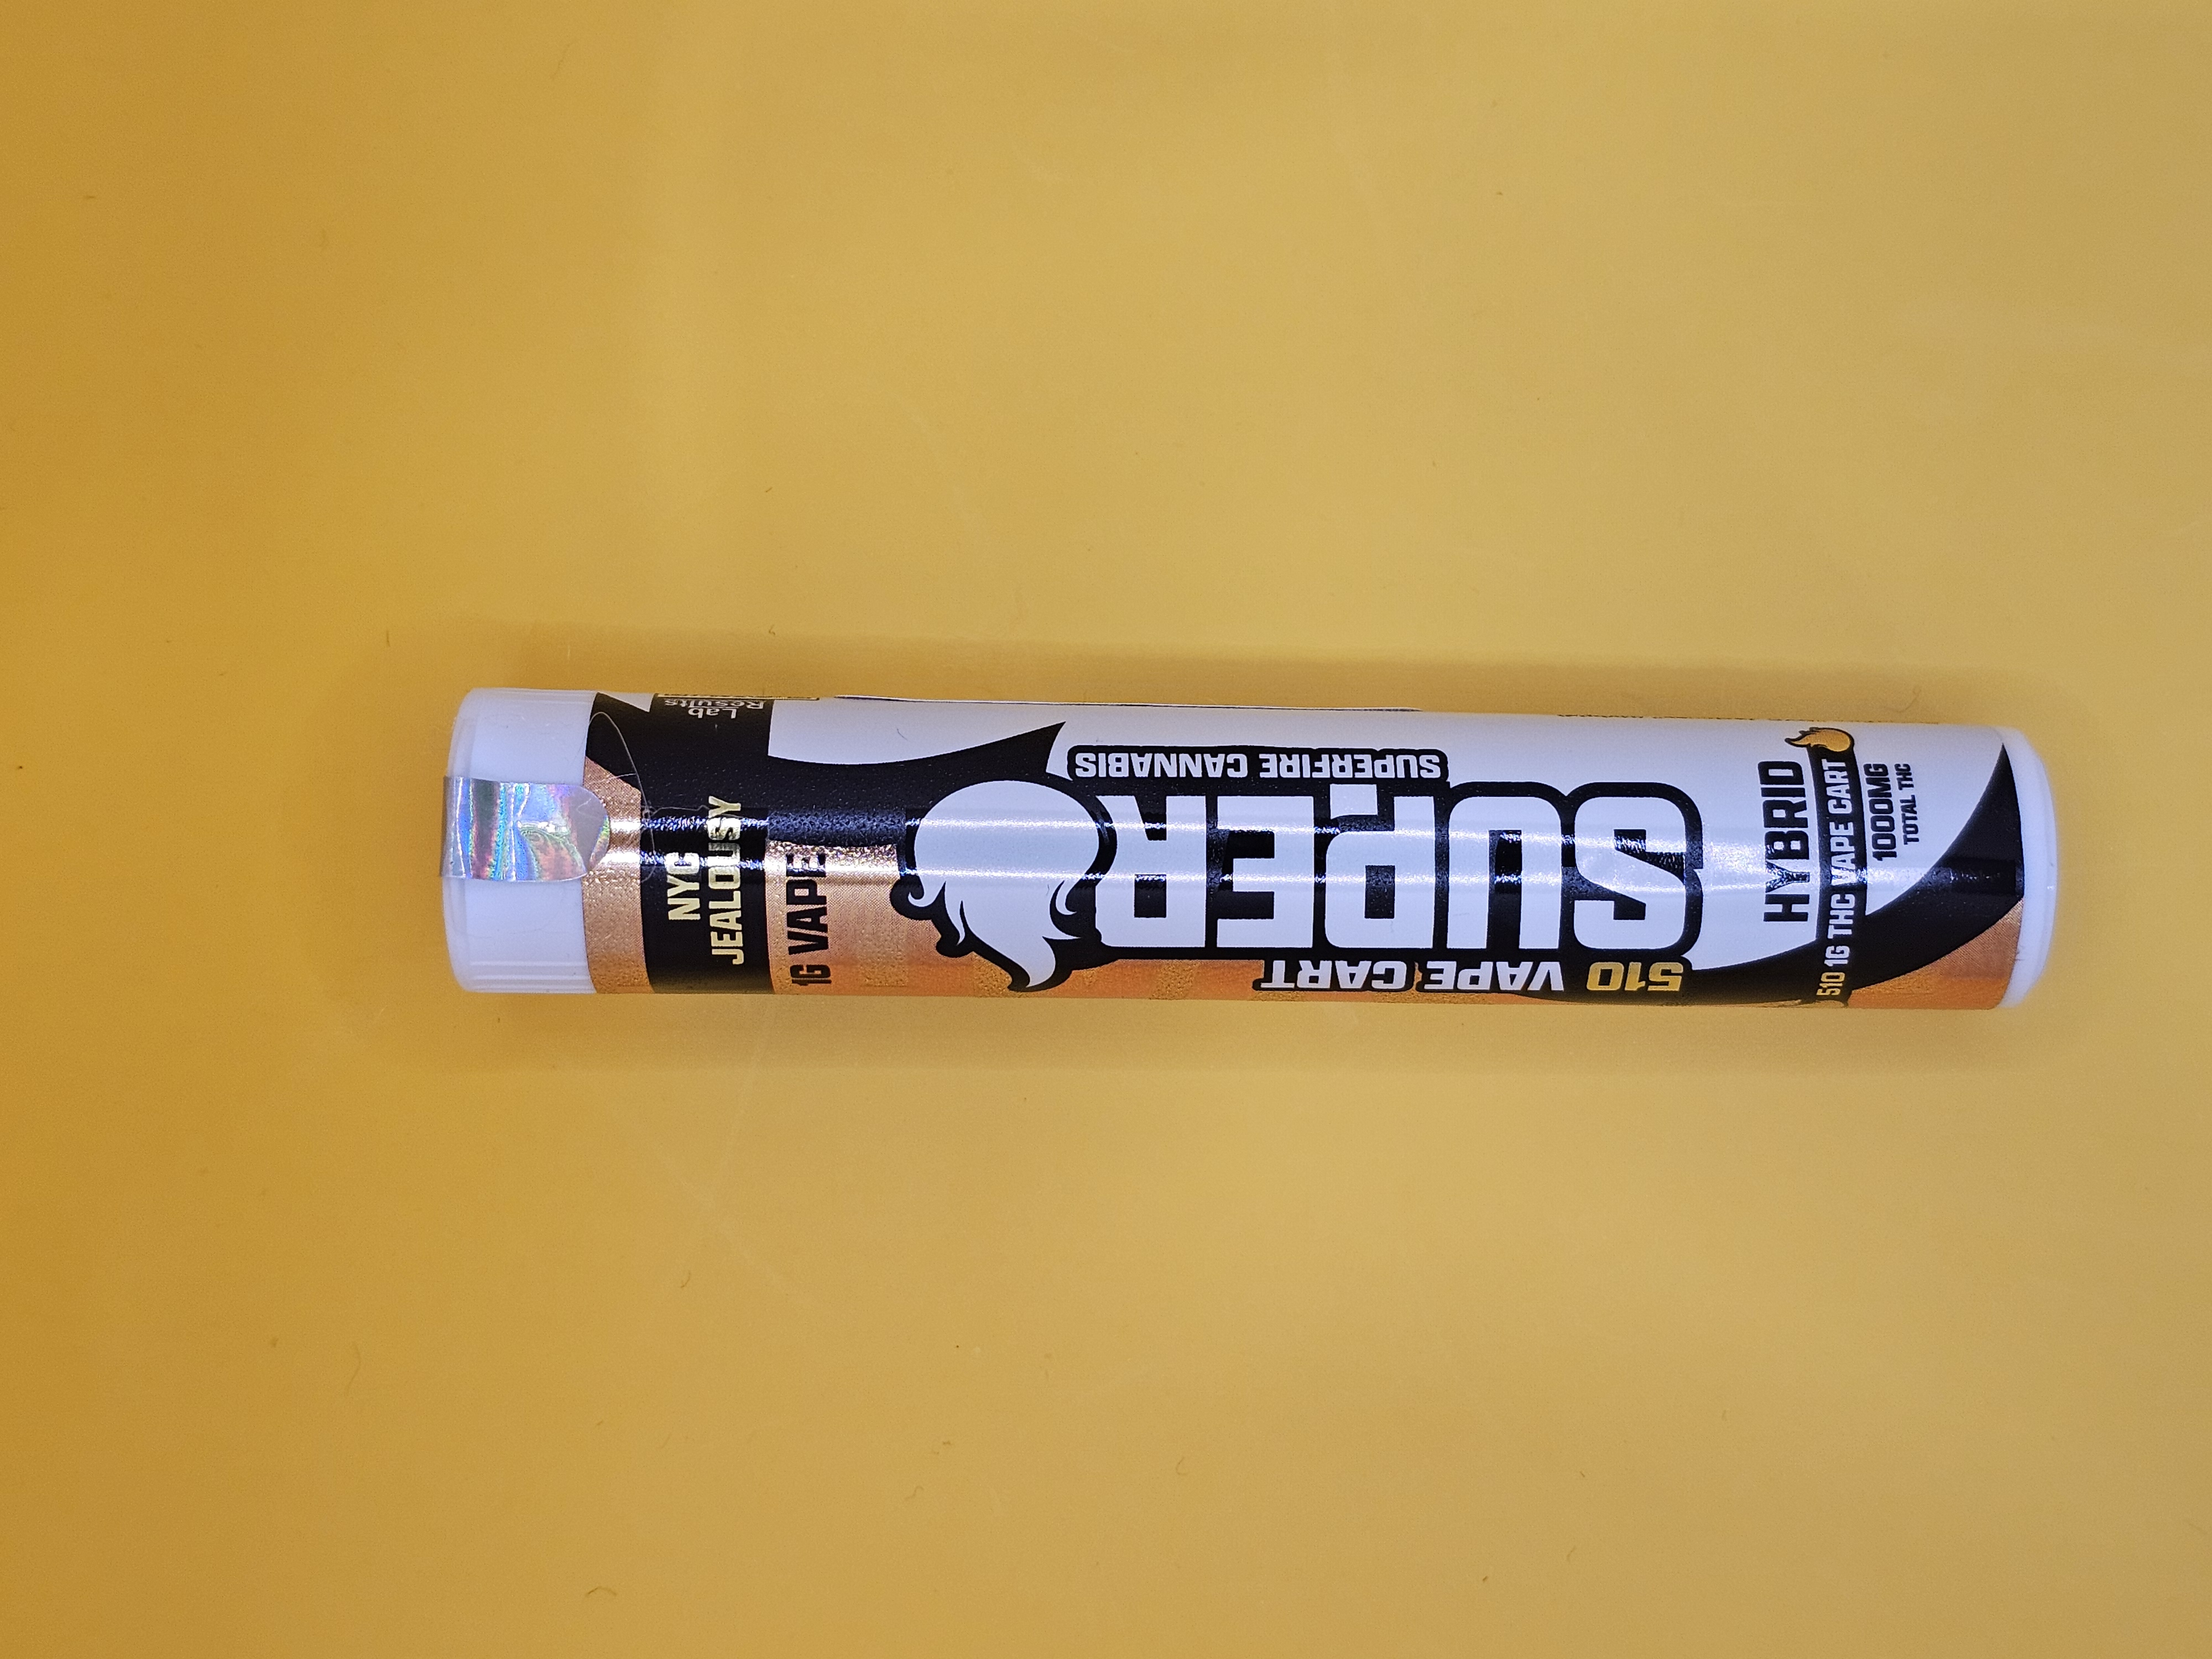 NYC
JEALOUSY
1G VAPE
Lab
Results
SUPERFIRE CANNABIS
SUPER
510 VAPE CART
HYBRID
510 1G THC VAPE CART
1000MG
TOTAL THC